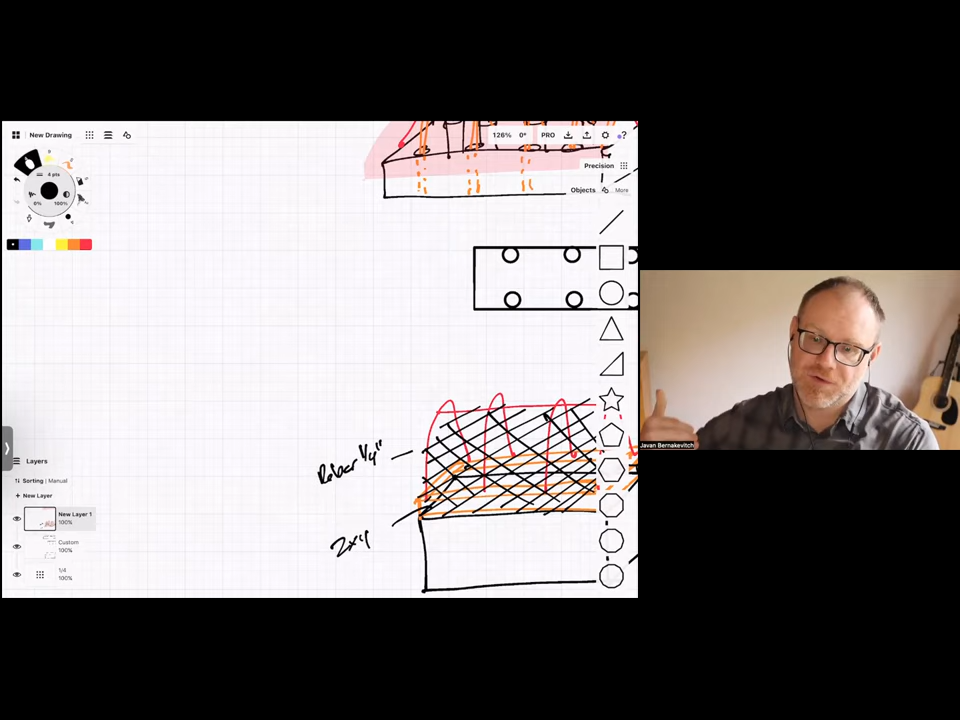 New Drawing
126%
0°
PRO
?
4 pts
0%
100%
Precision
Objects
More
Rebar 1/4"
2x4
Layers
Sorting | Manual
+ New Layer
New Layer 1
100%
Custom
100%
1/4
100%
Javan Bernakevitch